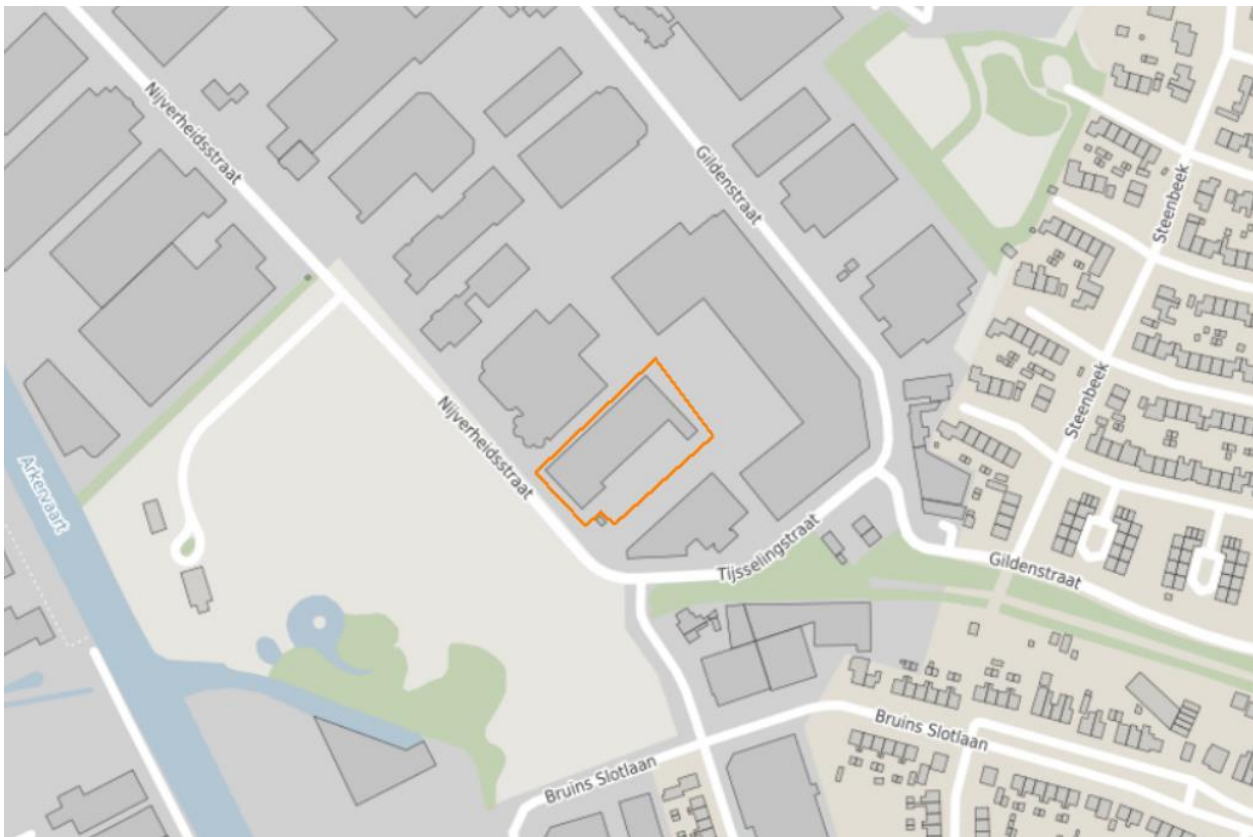 Nijverheidsstraat
Gildenstraat
Steenbeek
Nijverheidsstraat
Steenbeek
Arkervaart
Tijsselingstraat
Gildenstraat
Bruins Slotlaan
Bruins Slotlaan